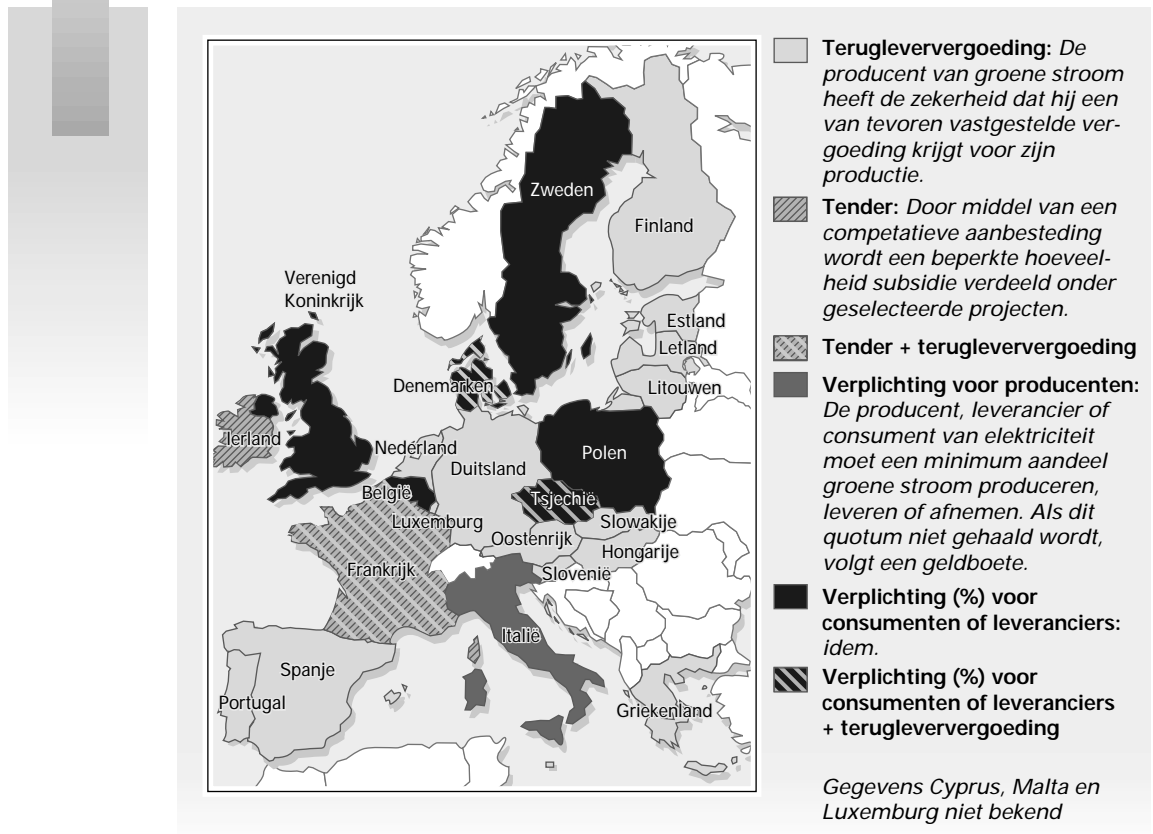 Zweden
Finland
Verenigd
Koninkrijk
Estland
Letland
Litouwen
Denemarken
Ierland
Nederland
Duitsland
Polen
België
Tsjechië
Luxemburg
Slowakije
Oostenrijk
Hongarije
Frankrijk
Slovenië
Italië
Spanje
Portugal
Griekenland
Terugleververgoeding: De
producent van groene stroom
heeft de zekerheid dat hij een
van tevoren vastgestelde ver-
goeding krijgt voor zijn
productie.
Tender: Door middel van een
competatieve aanbesteding
wordt een beperkte hoeveel-
heid subsidie verdeeld onder
geselecteerde projecten.
Tender + terugleververgoeding
Verplichting voor producenten:
De producent, leverancier of
consument van elektriciteit
moet een minimum aandeel
groene stroom produceren,
leveren of afnemen. Als dit
quotum niet gehaald wordt,
volgt een geldboete.
Verplichting (%) voor
consumenten of leveranciers:
idem.
Verplichting (%) voor
consumenten of leveranciers
+ terugleververgoeding
Gegevens Cyprus, Malta en
Luxemburg niet bekend